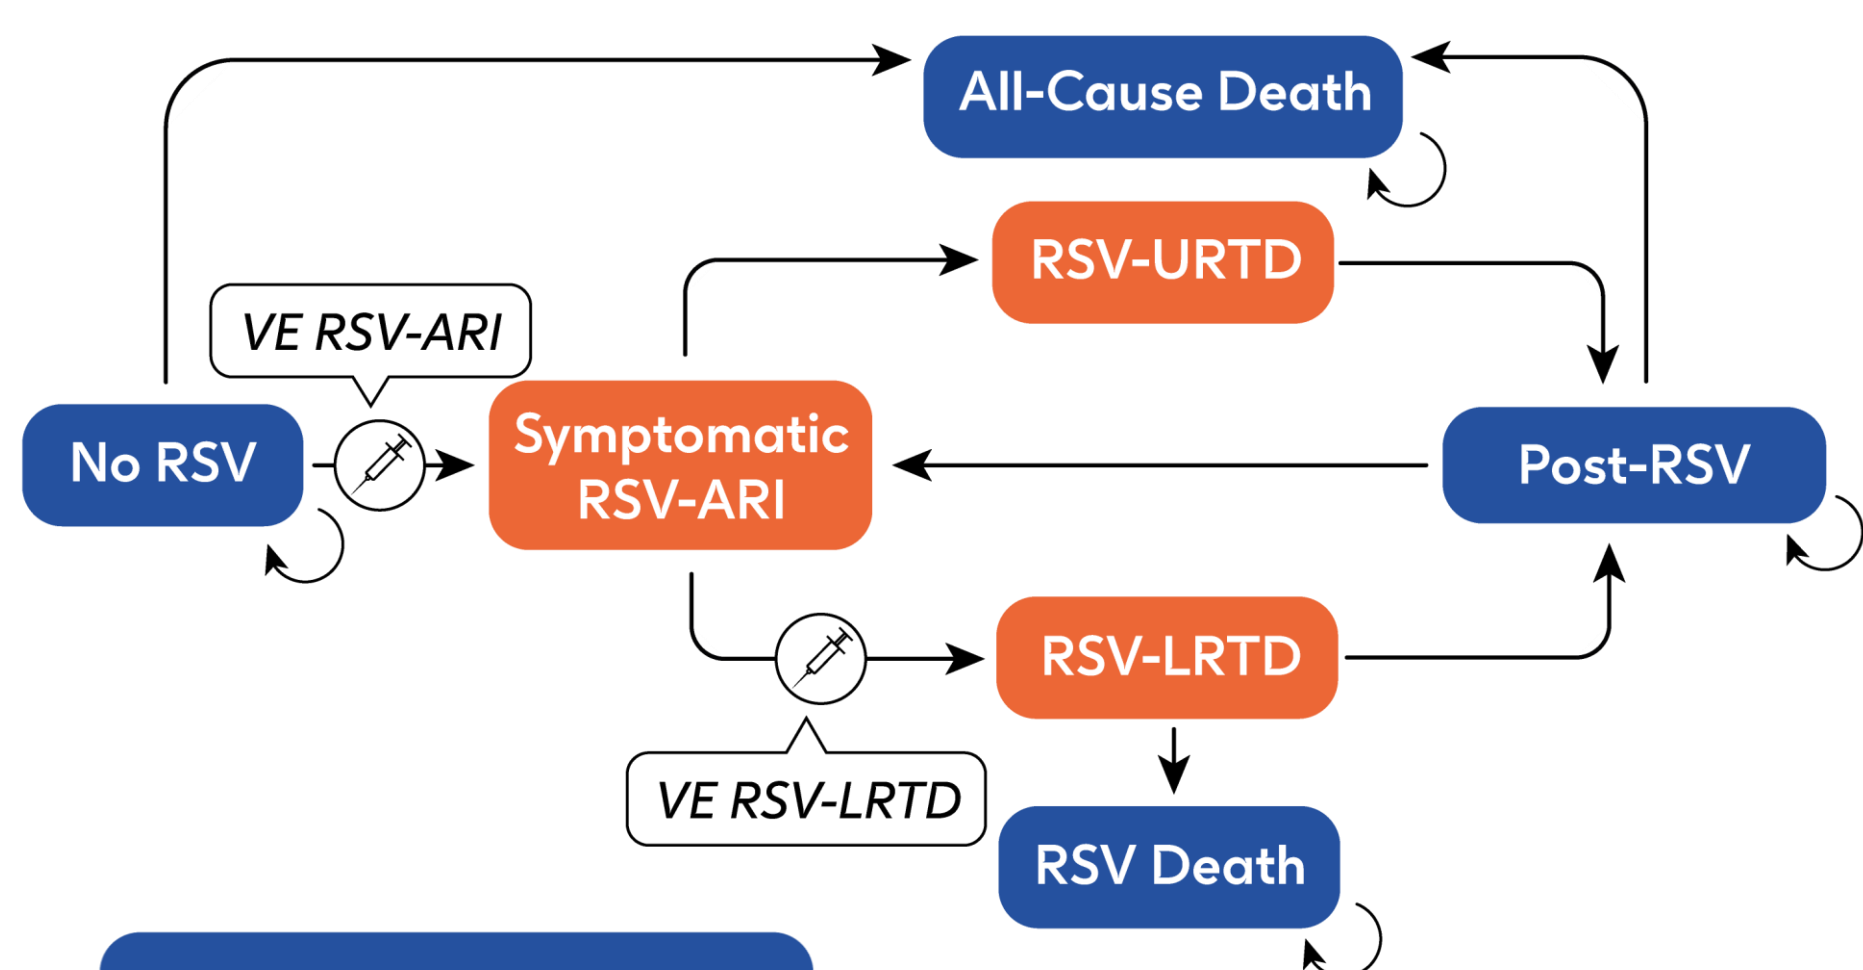 All-Cause Death
RSV-URTD
VE RSV-ARI
No RSV
Symptomatic
RSV-ARI
Post-RSV
RSV-LRTD
VE RSV-LRTD
RSV Death